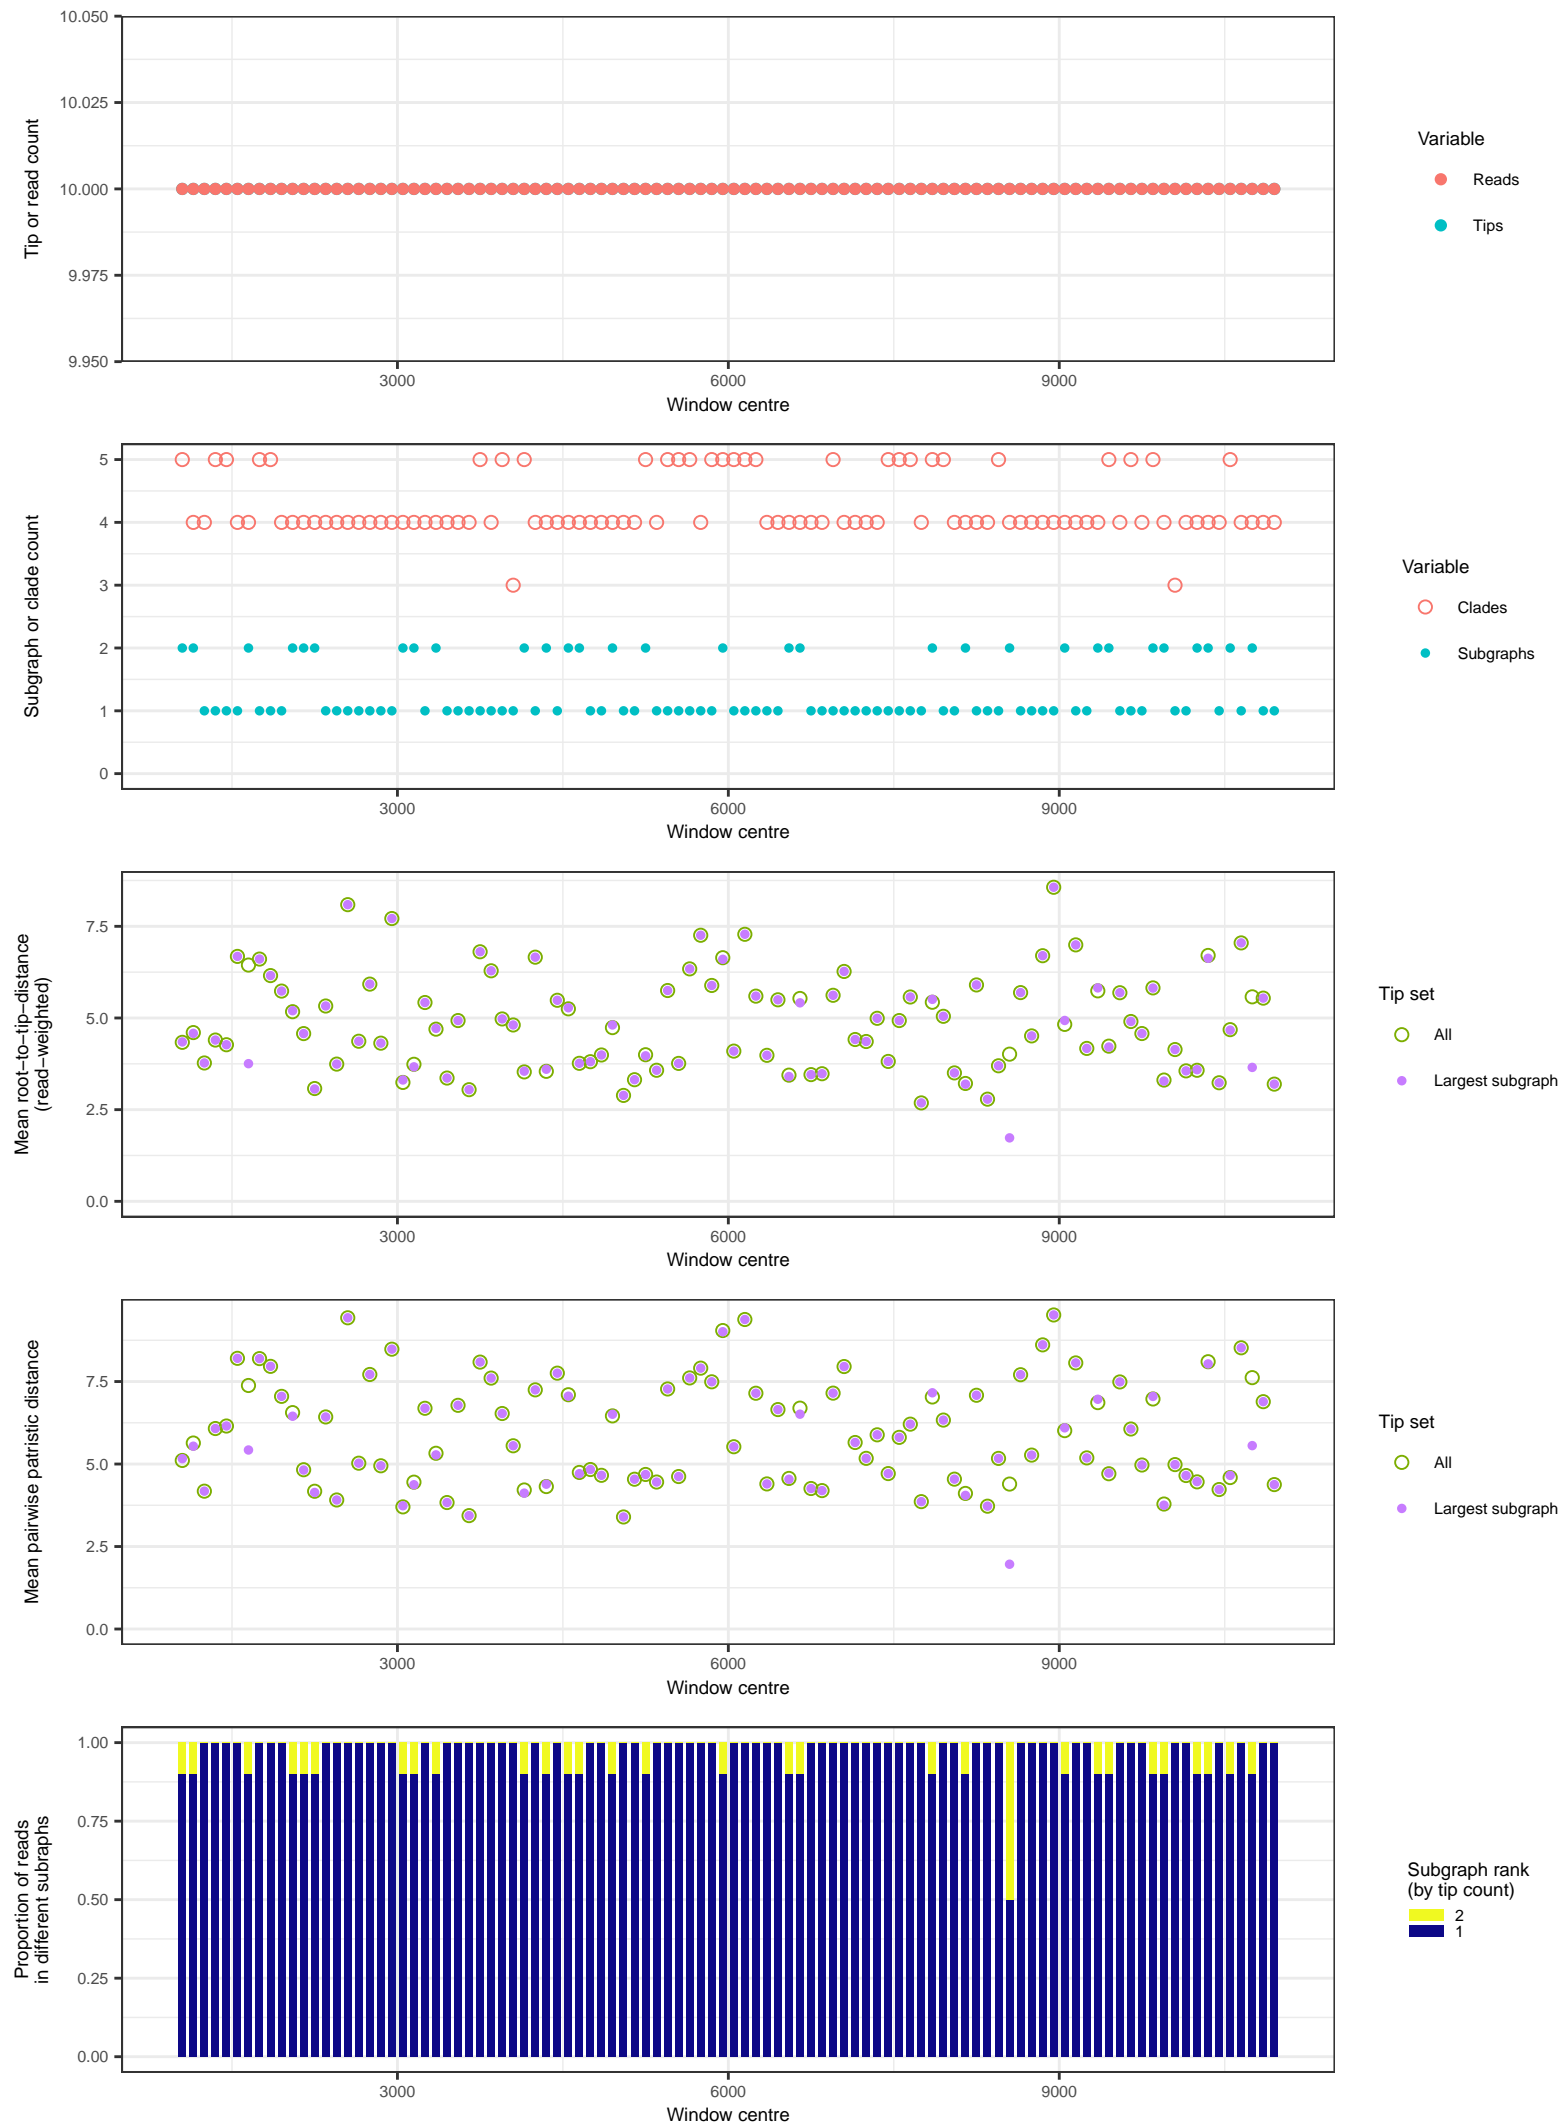 10.050
10.025
10.000
9.975
9.950
Tip or read count
3000
6000
9000
Window centre
Variable
Reads
Tips
5
4
3
2
1
0
Subgraph or clade count
3000
6000
9000
Window centre
Variable
Clades
Subgraphs
7.5
5.0
2.5
0.0
Mean root−to−tip−distance
(read−weighted)
3000
6000
9000
Window centre
Tip set
All
Largest subgraph
7.5
5.0
2.5
0.0
Mean pairwise patristic distance
3000
6000
9000
Window centre
Tip set
All
Largest subgraph
1.00
0.75
0.50
0.25
0.00
Proportion of reads
in different subraphs
3000
6000
9000
Window centre
Subgraph rank
(by tip count)
2
1